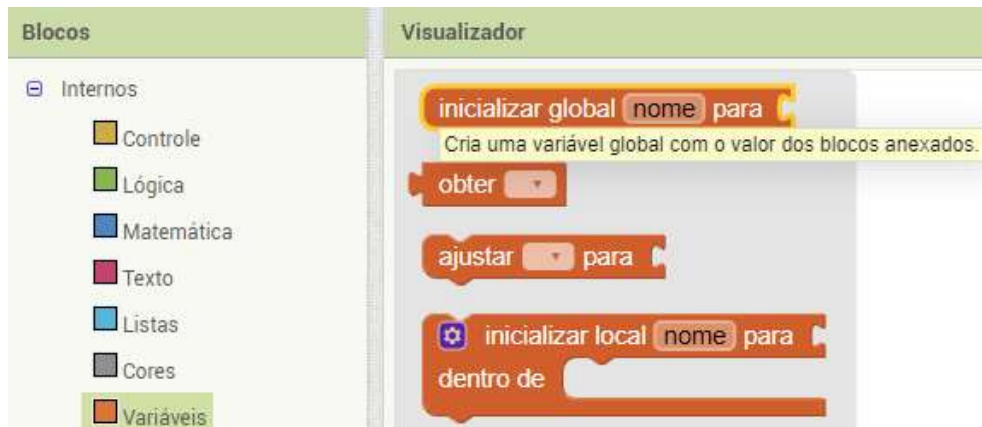 Blocos
Internos
Controle
Lógica
Matemática
Texto
Listas
Cores
Variáveis
Visualizador
inicializar global nome para
Cria uma variável global com o valor dos blocos anexados.
obter
ajustar para
inicializar local nome para
dentro de